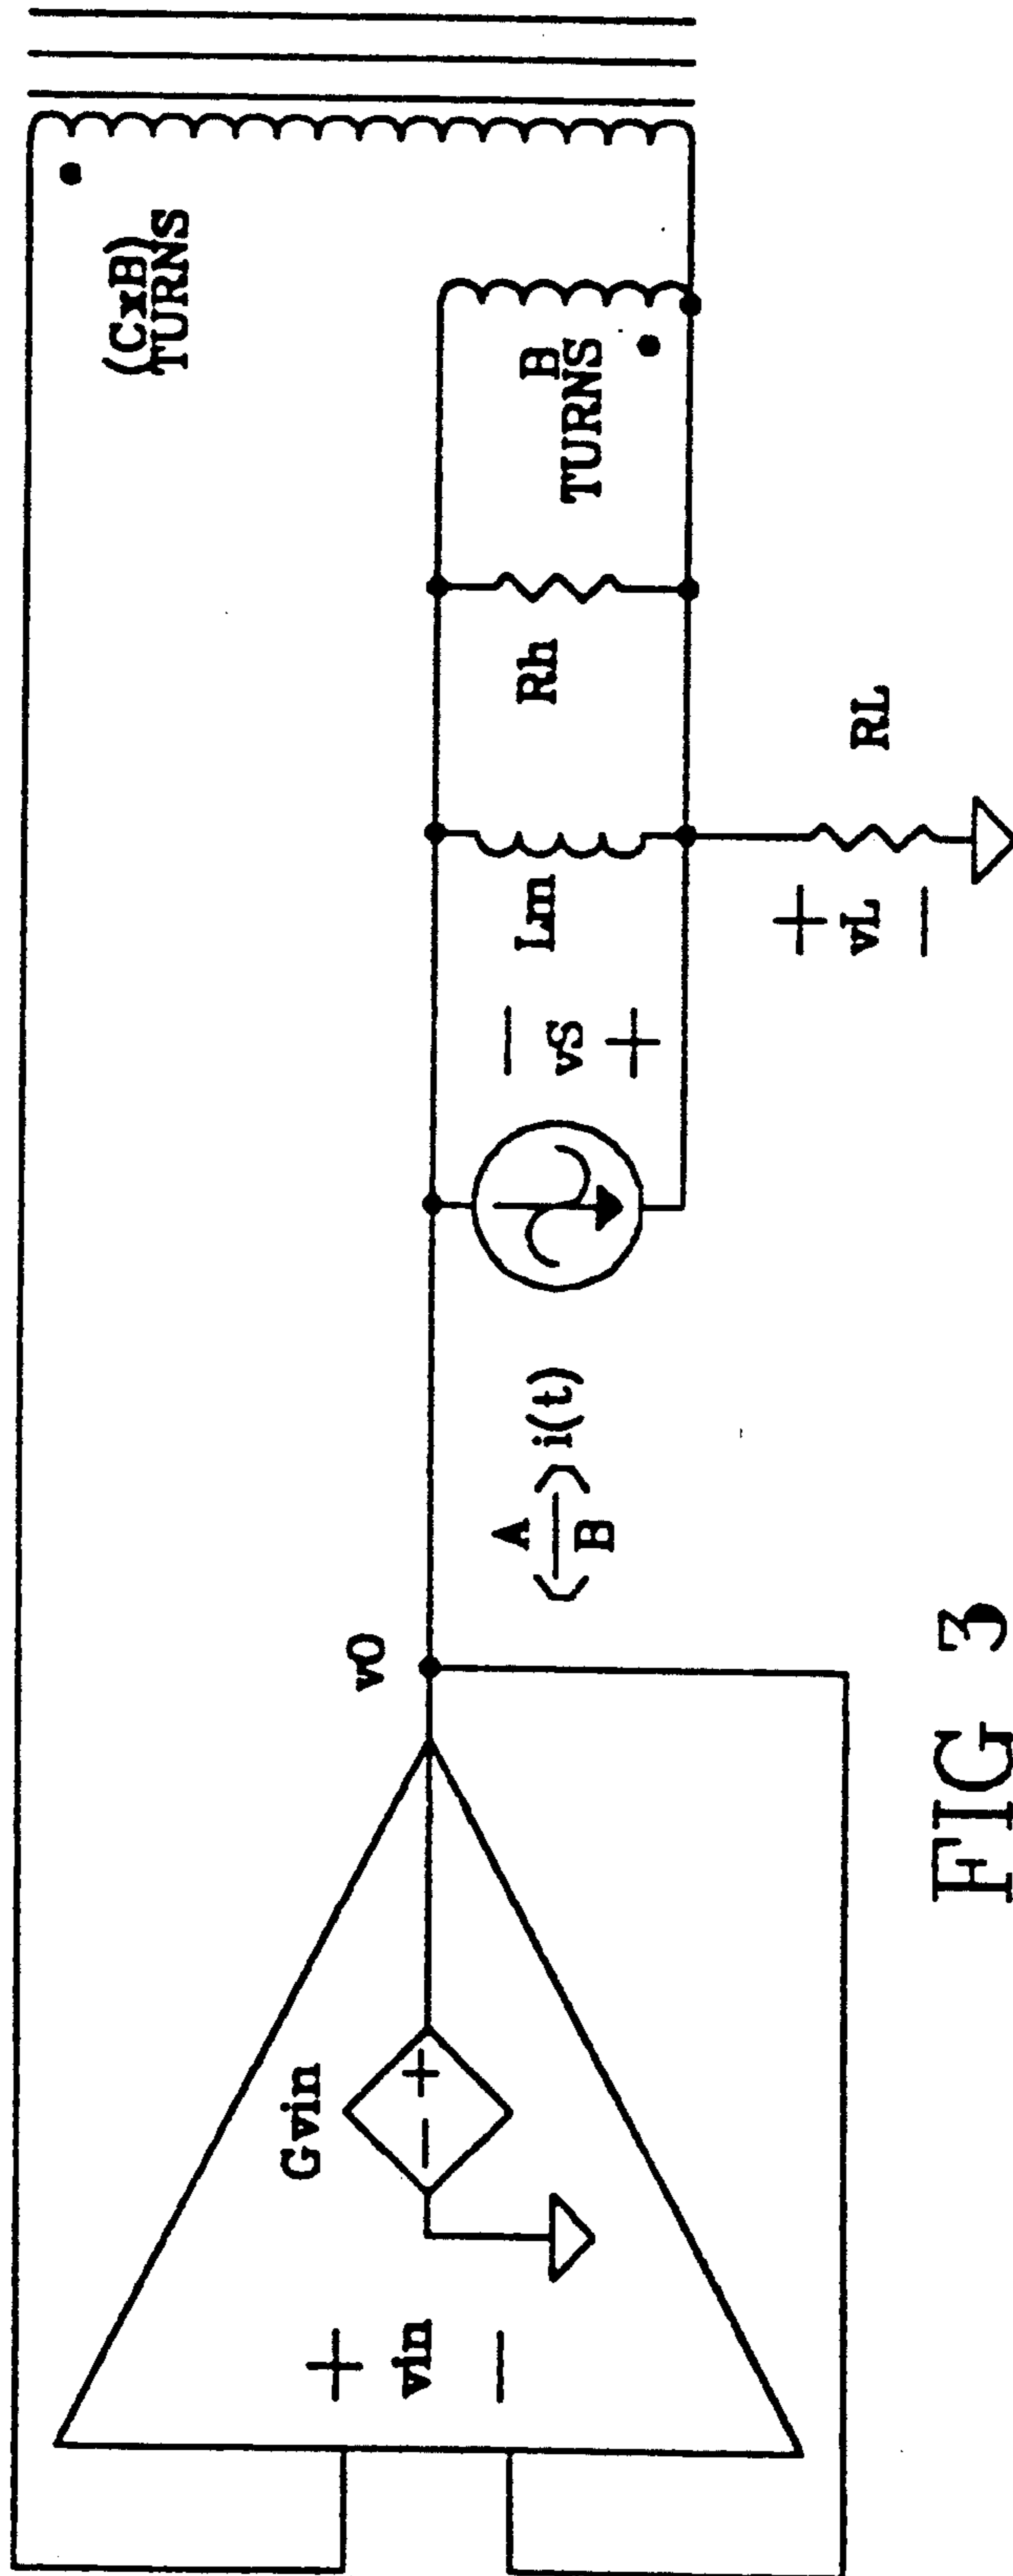 (CxB)
TURNS
B
TURNS
Rh
Lm
RL
+
vL
−
−
vS
+
(A/B) i(t)
vO
Gvin
+
−
+
vin
−
FIG 3